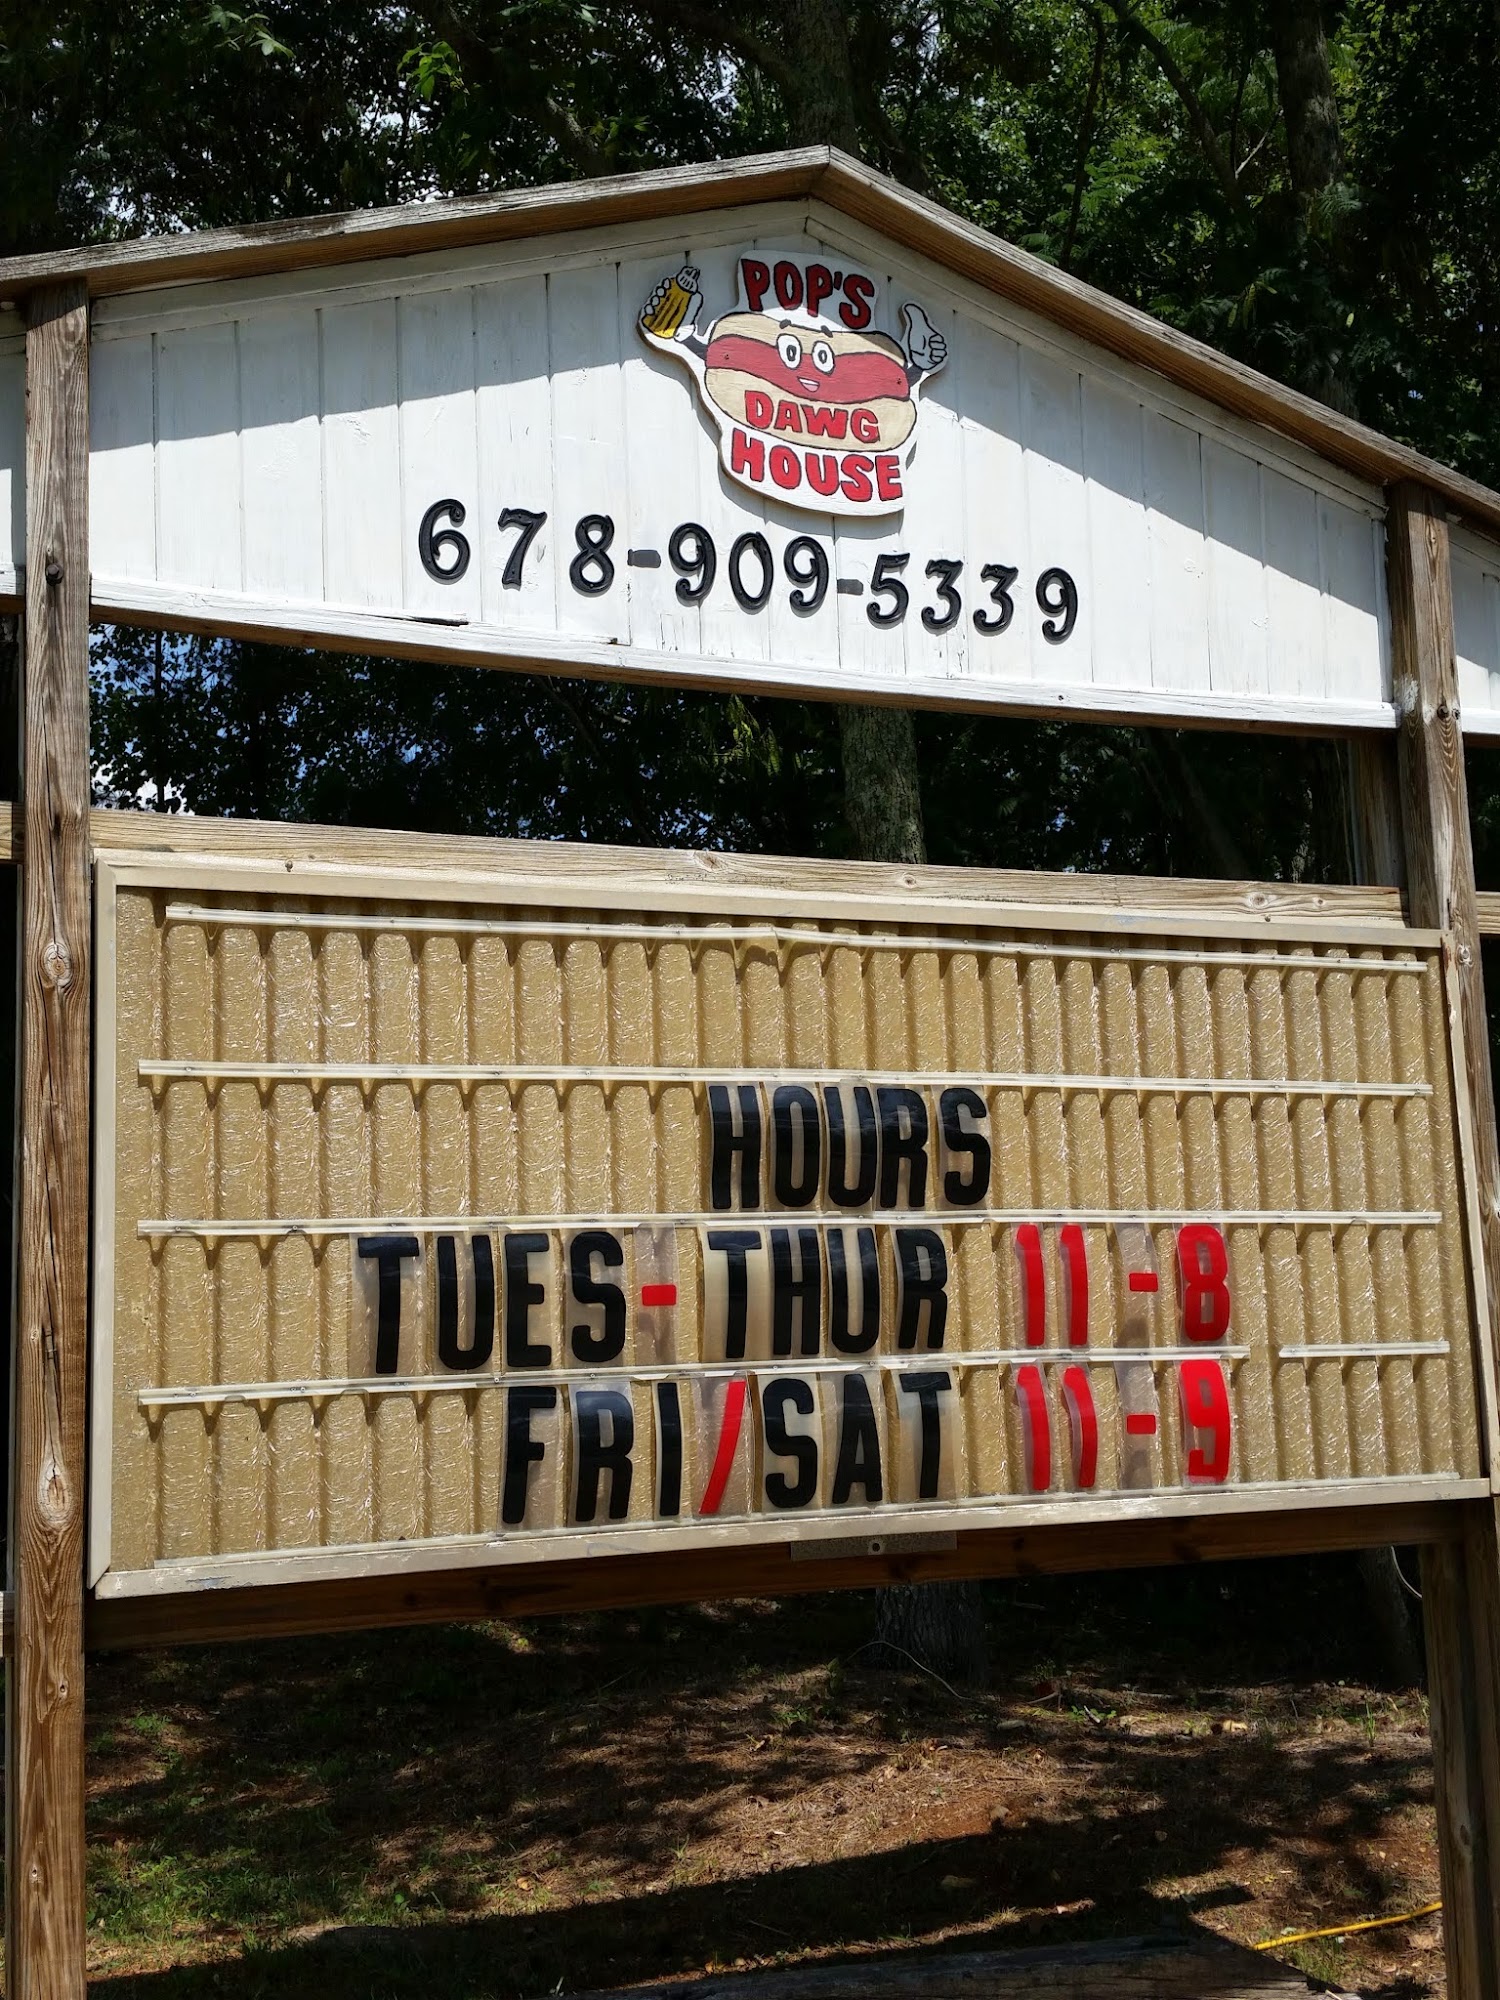 POP'S
DAWG
HOUSE
678-909-5339
HOURS
TUES-THUR 11-8
FRI/SAT 11-9